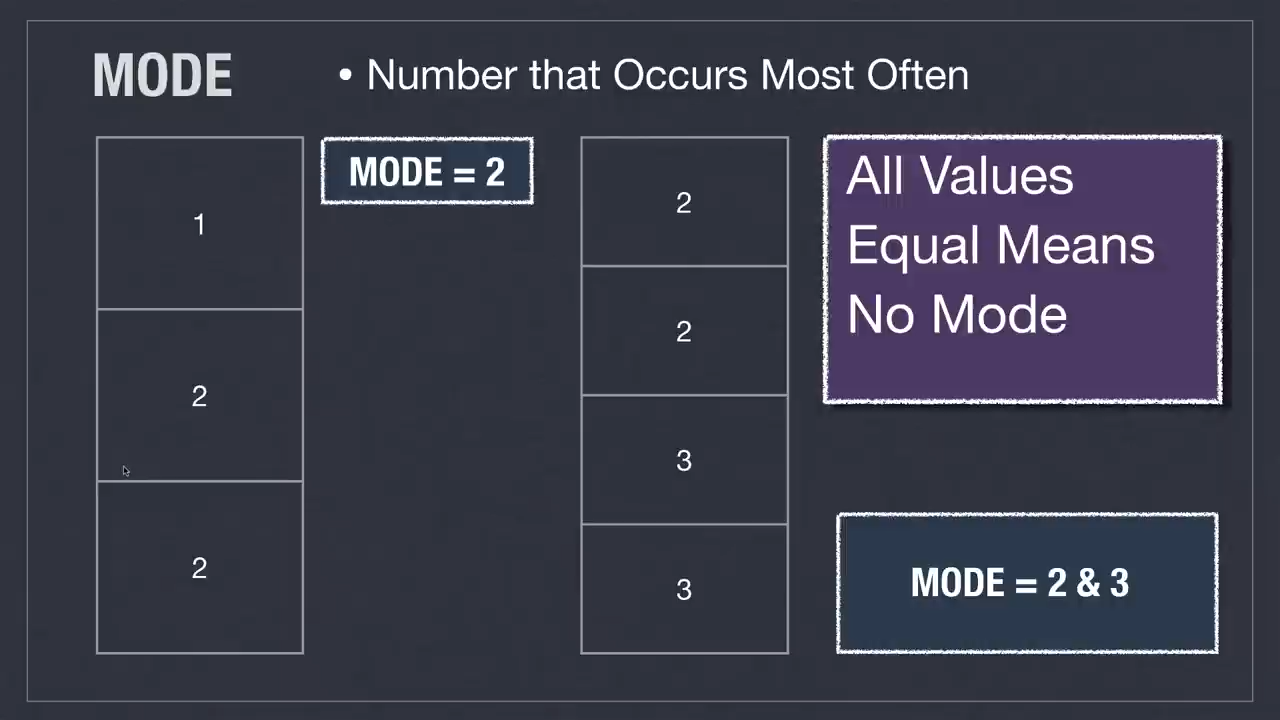 MODE
• Number that Occurs Most Often
1
2
2
MODE = 2
2
2
3
3
All Values
Equal Means
No Mode
MODE = 2 & 3